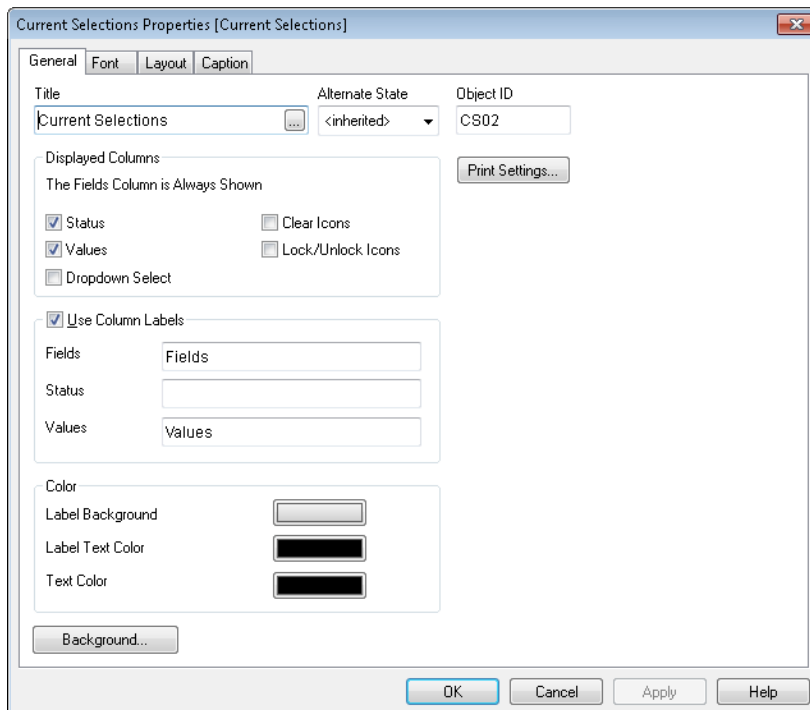 Current Selections Properties [Current Selections]
General Font Layout Caption
Title Alternate State Object ID
Current Selections ... <inherited> CS02
Displayed Columns
Print Settings...
The Fields Column is Always Shown
Status Clear Icons
Values Lock/Unlock Icons
Dropdown Select
Use Column Labels
Fields Fields
Status
Values Values
Color
Label Background
Label Text Color
Text Color
Background...
OK Cancel Apply Help